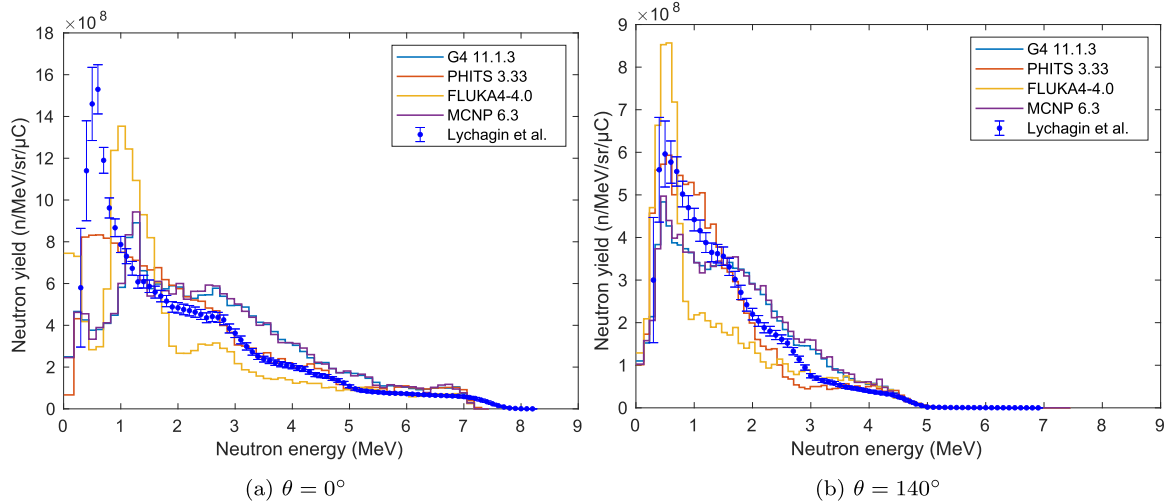 ×10⁸
18
16
14
12
10
8
6
4
2
0
Neutron yield (n/MeV/sr/μC)
G4 11.1.3
PHITS 3.33
FLUKA4-4.0
MCNP 6.3
Lychagin et al.
0 1 2 3 4 5 6 7 8 9
Neutron energy (MeV)
(a) θ = 0°
×10⁸
9
8
7
6
5
4
3
2
1
0
Neutron yield (n/MeV/sr/μC)
G4 11.1.3
PHITS 3.33
FLUKA4-4.0
MCNP 6.3
Lychagin et al.
0 1 2 3 4 5 6 7 8 9
Neutron energy (MeV)
(b) θ = 140°